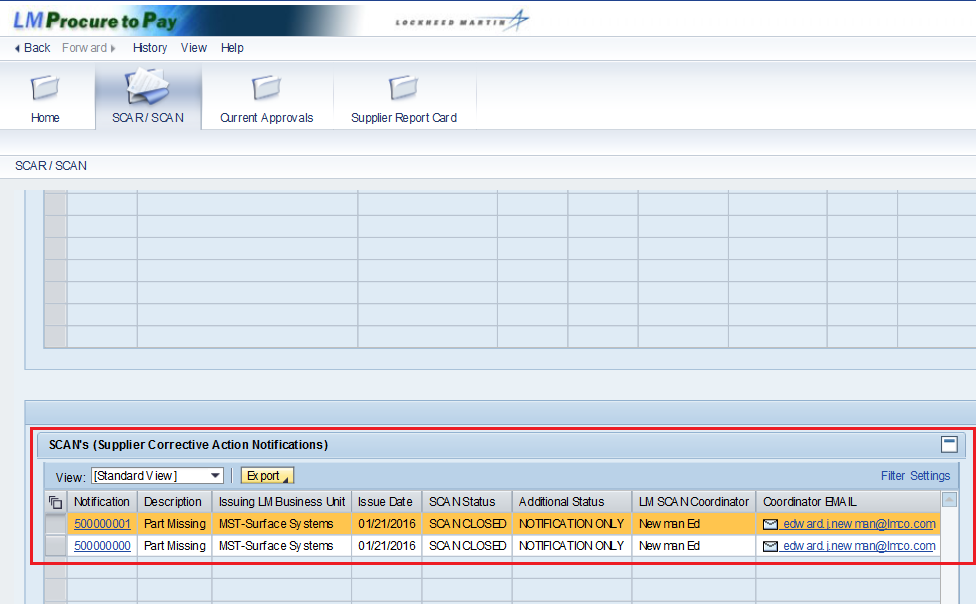 LM Procure to Pay LOCKHEED MARTIN
Back Forward History View Help
Home SCAR / SCAN Current Approvals Supplier Report Card
SCAR / SCAN
SCAN's (Supplier Corrective Action Notifications)
View: [Standard View] Export Filter Settings
Notification Description Issuing LM Business Unit Issue Date SCAN Status Additional Status LM SCAN Coordinator Coordinator EMAIL
500000001 Part Missing MST-Surface Systems 01/21/2016 SCAN CLOSED NOTIFICATION ONLY Newman Ed edward.j.newman@lmco.com
500000000 Part Missing MST-Surface Systems 01/21/2016 SCAN CLOSED NOTIFICATION ONLY Newman Ed edward.j.newman@lmco.com